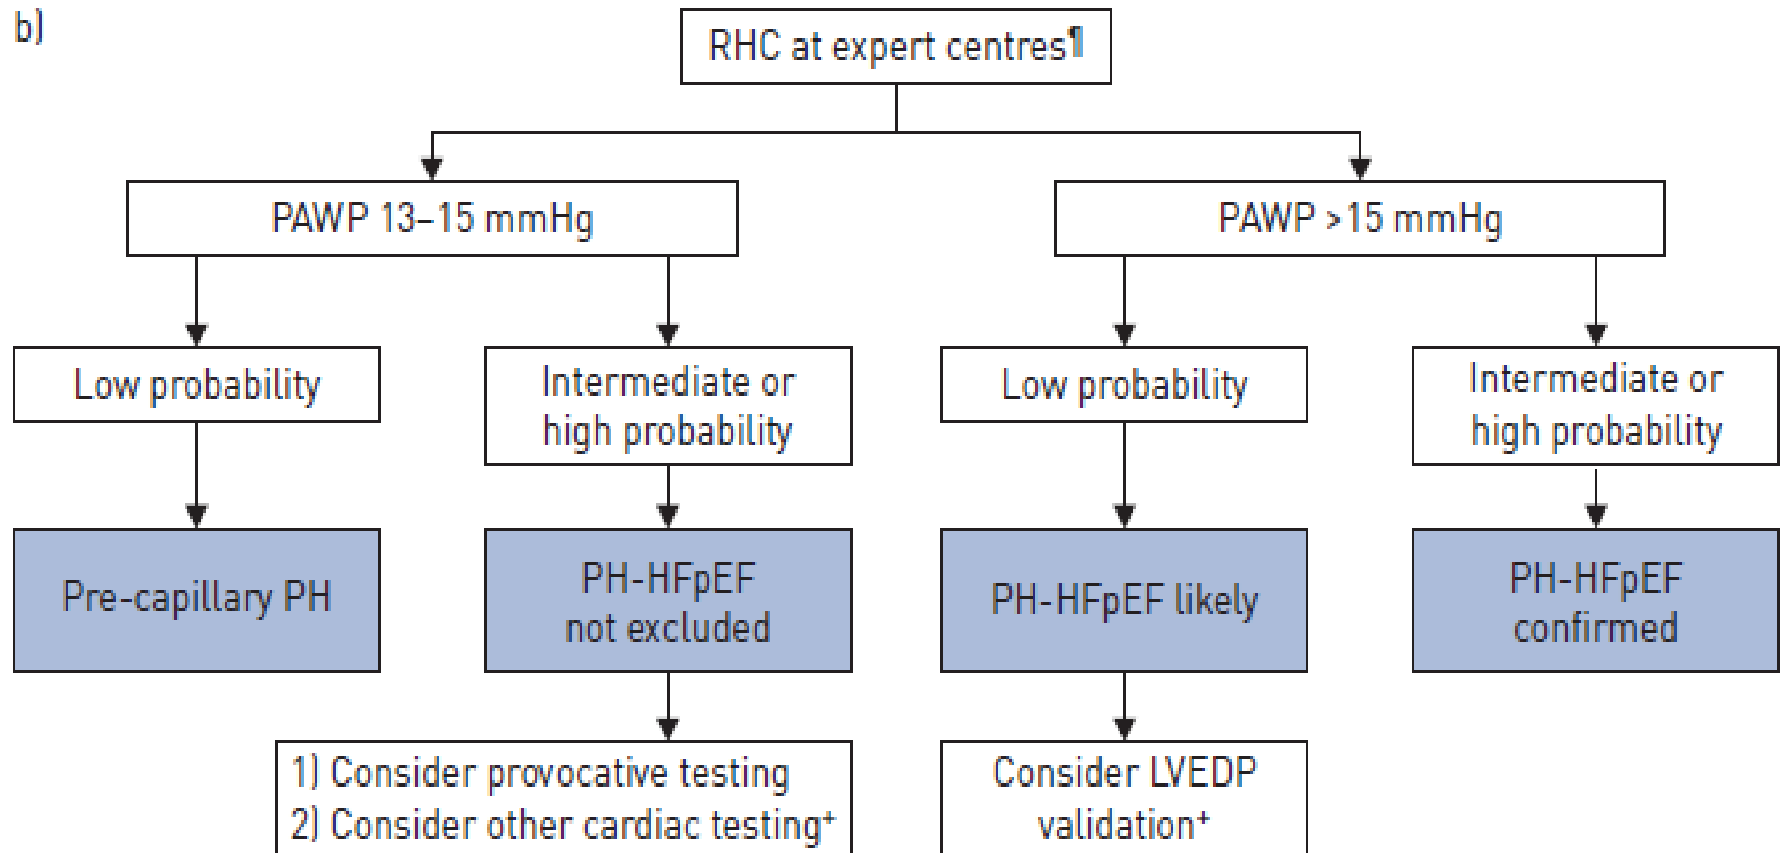 b)
RHC at expert centres¶
PAWP 13–15 mmHg
PAWP >15 mmHg
Low probability
Intermediate or
high probability
Low probability
Intermediate or
high probability
Pre-capillary PH
PH-HFpEF
not excluded
PH-HFpEF likely
PH-HFpEF
confirmed
1) Consider provocative testing
2) Consider other cardiac testing+
Consider LVEDP
validation+